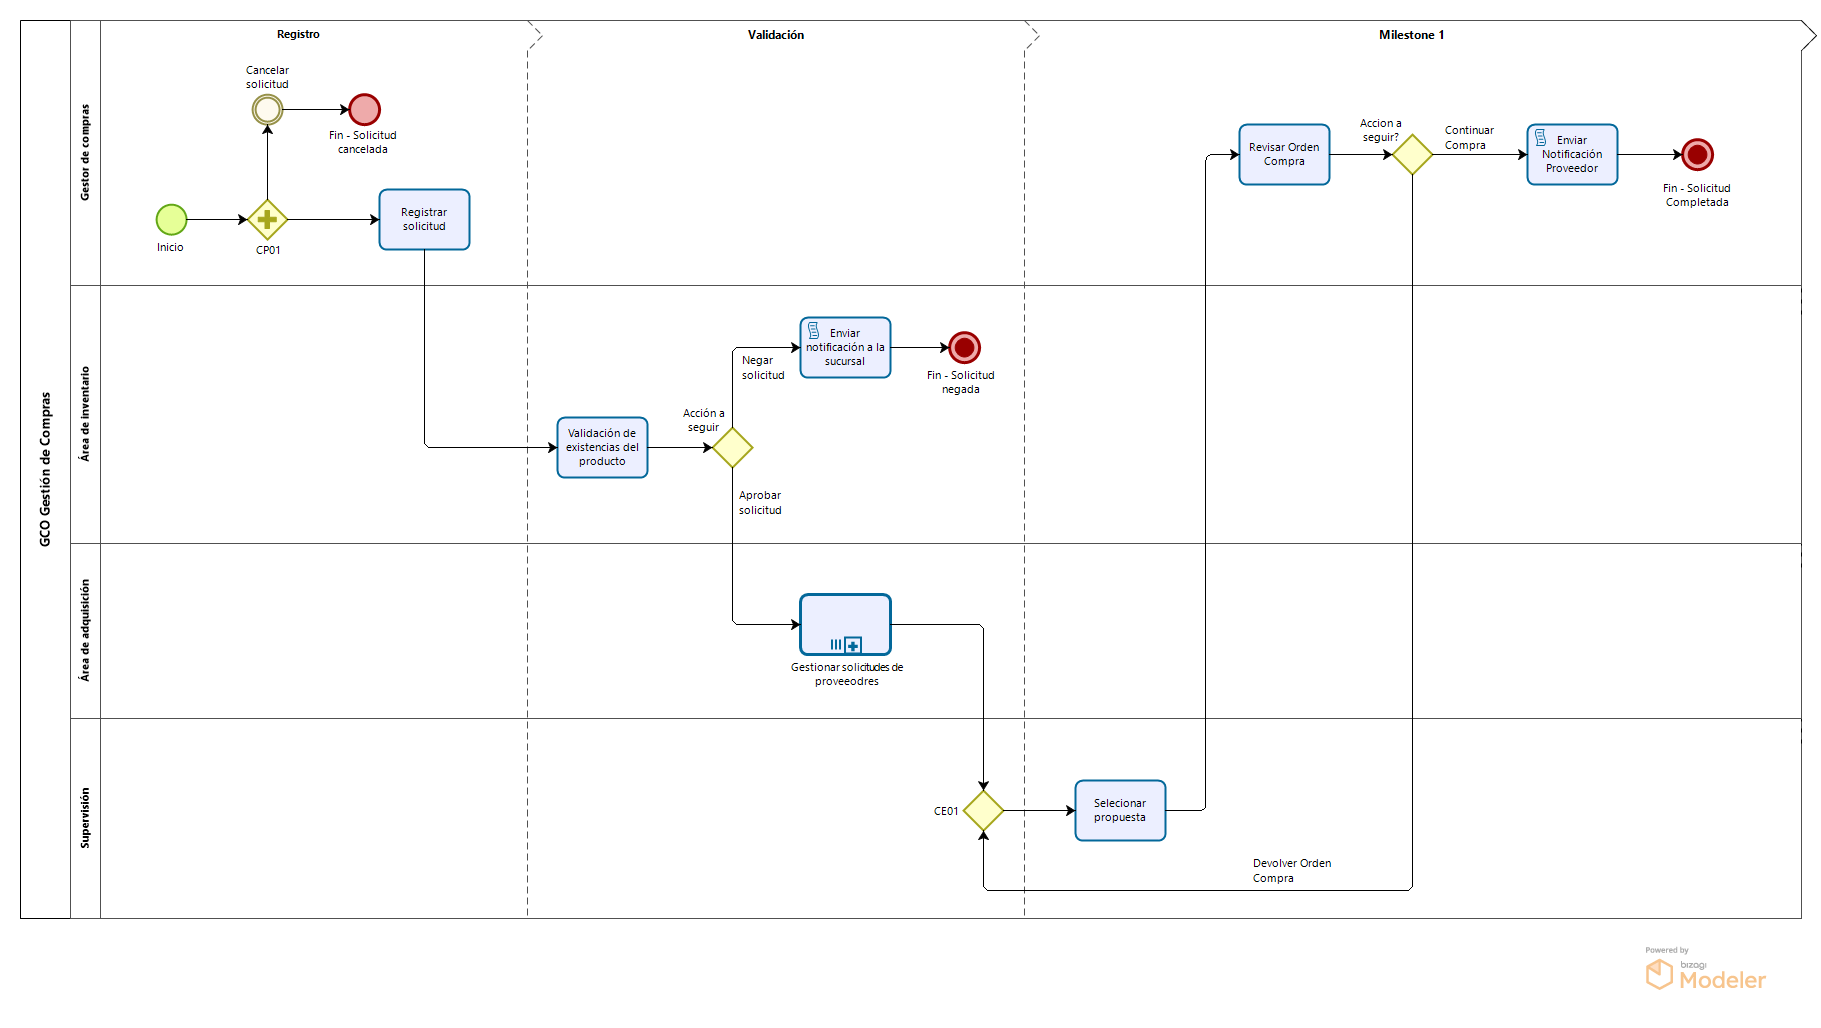 Registro
Validación
Milestone 1
GCO Gestión de Compras
Gestor de compras
Cancelar
solicitud
Fin - Solicitud
cancelada
Inicio
CP01
Registrar
solicitud
Revisar Orden
Compra
Accion a
seguir?
Continuar
Compra
Enviar
Notificación
Proveedor
Fin - Solicitud
Completada
Área de inventario
Validación de
existencias del
producto
Acción a
seguir
Negar
solicitud
Enviar
notificación a la
sucursal
Fin - Solicitud
negada
Aprobar
solicitud
Área de adquisición
Gestionar solicitudes de
proveeodres
Supervisión
CE01
Selecionar
propuesta
Devolver Orden
Compra
Powered by
bizagi
Modeler